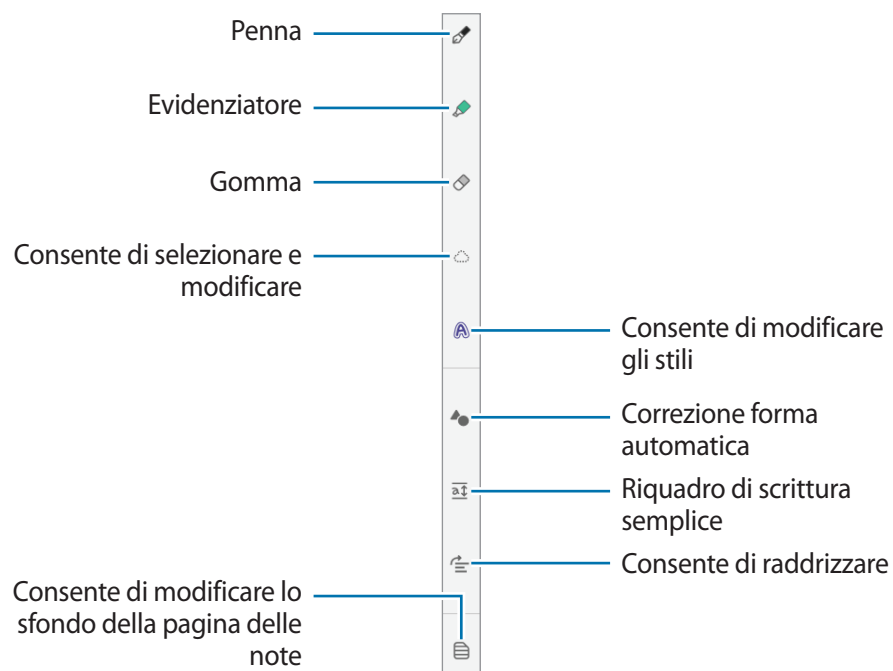 Penna
Evidenziatore
Gomma
Consente di selezionare e
modificare
Consente di modificare
gli stili
Correzione forma
automatica
Riquadro di scrittura
semplice
Consente di raddrizzare
Consente di modificare lo
sfondo della pagina delle
note